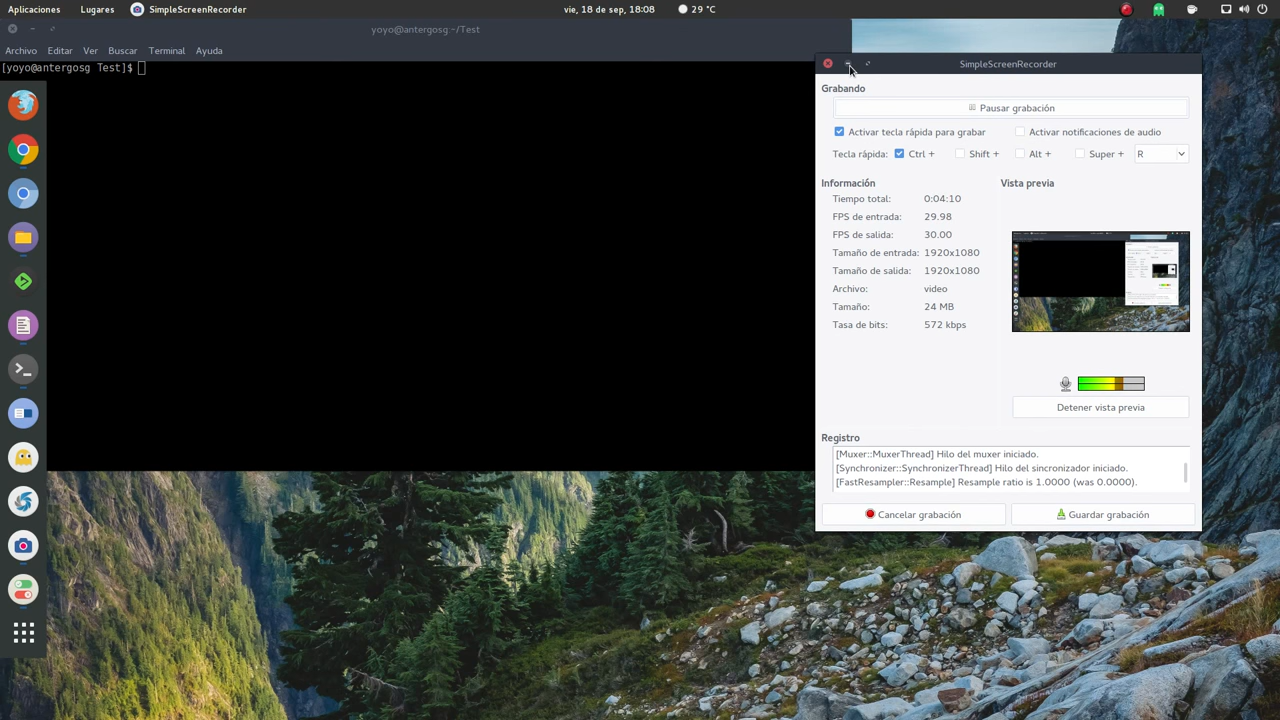 Aplicaciones Lugares SimpleScreenRecorder vie, 18 de sep, 18:08 29 °C
yoyo@antergosg:~/Test
Archivo Editar Ver Buscar Terminal Ayuda
[yoyo@antergosg Test]$
SimpleScreenRecorder
Grabando
Pausar grabación
Activar tecla rápida para grabar Activar notificaciones de audio
Tecla rápida: Ctrl + Shift + Alt + Super + R
Información Vista previa
Tiempo total: 0:04:10
FPS de entrada: 29.98
FPS de salida: 30.00
Tamaño de entrada: 1920x1080
Tamaño de salida: 1920x1080
Archivo: video
Tamaño: 24 MB
Tasa de bits: 572 kbps
Detener vista previa
Registro
[Muxer::MuxerThread] Hilo del muxer iniciado.
[Synchronizer::SynchronizerThread] Hilo del sincronizador iniciado.
[FastResampler::Resample] Resample ratio is 1.0000 (was 0.0000).
Cancelar grabación Guardar grabación